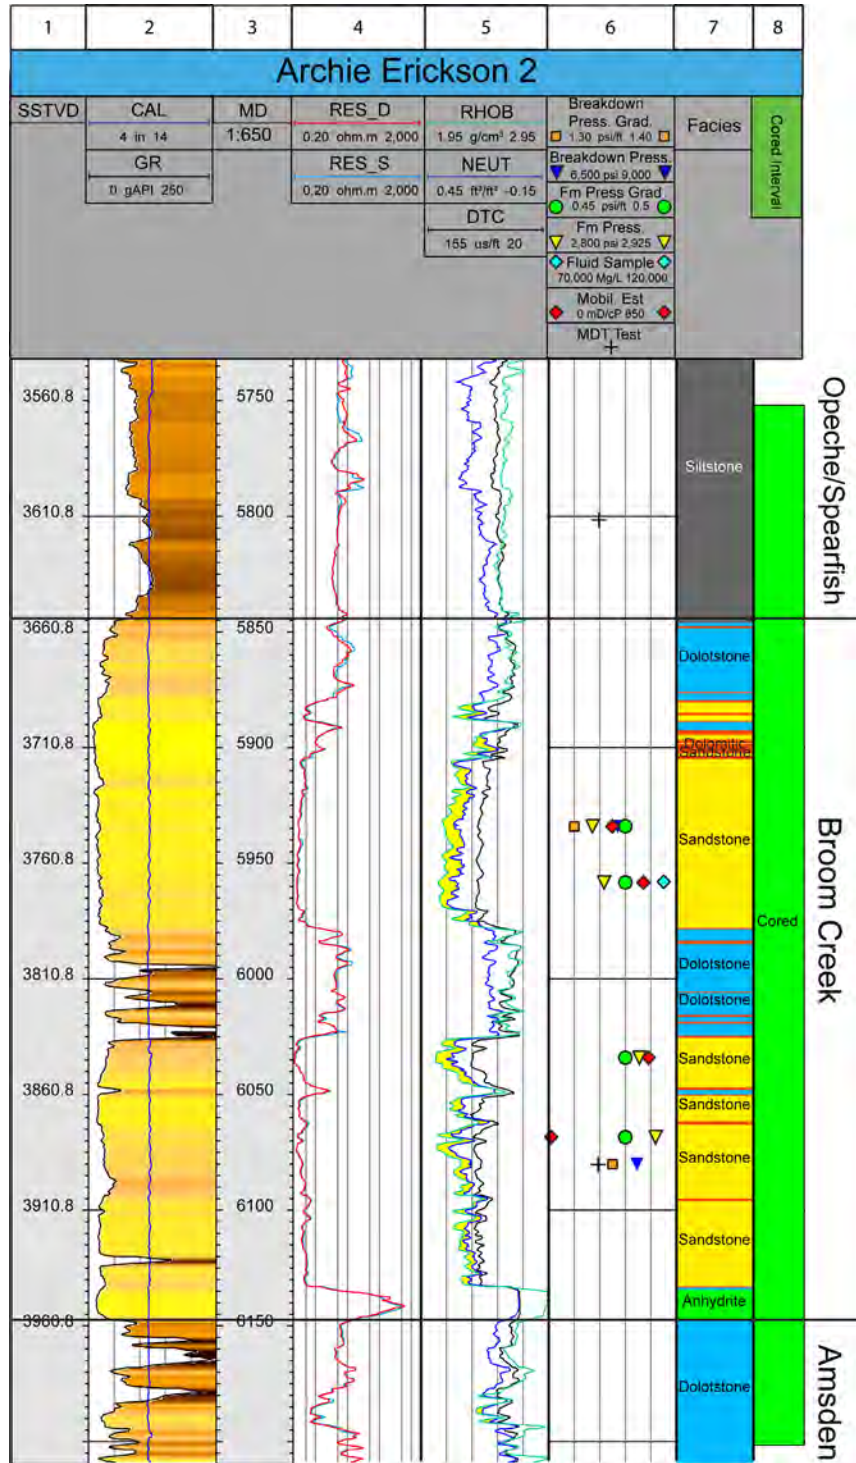 1 2 3 4 5 6 7 8
Archie Erickson 2
SSTVD CAL MD RES_D RHOB Breakdown Press. Grad. Facies Cored Interval
4 in 14 1:650 0.20 ohm.m 2,000 1.95 g/cm³ 2.95 1.30 psi/ft 1.40
GR RES_S NEUT Breakdown Press.
0 gAPI 250 0.20 ohm.m 2,000 0.45 ft³/ft³ -0.15 6,500 psi 9,000
DTC Fm Press Grad
155 us/ft 20 0.45 psi/ft 0.5
Fm Press.
2,800 psi 2,925
Fluid Sample
70,000 Mg/L 120,000
Mobil. Est
0 mD/cP 850
MDT Test
3560.8 5750
Siltstone
Opeche/Spearfish
3610.8 5800
3660.8 5850
Dolotstone
3710.8 5900
Dolomitic
Sandstone
Sandstone
3760.8 5950
Broom Creek
Cored
3810.8 6000
Dolotstone
Dolotstone
Sandstone
3860.8 6050
Sandstone
Sandstone
3910.8 6100
Sandstone
Anhydrite
3960.8 6150
Dolotstone
Amsden